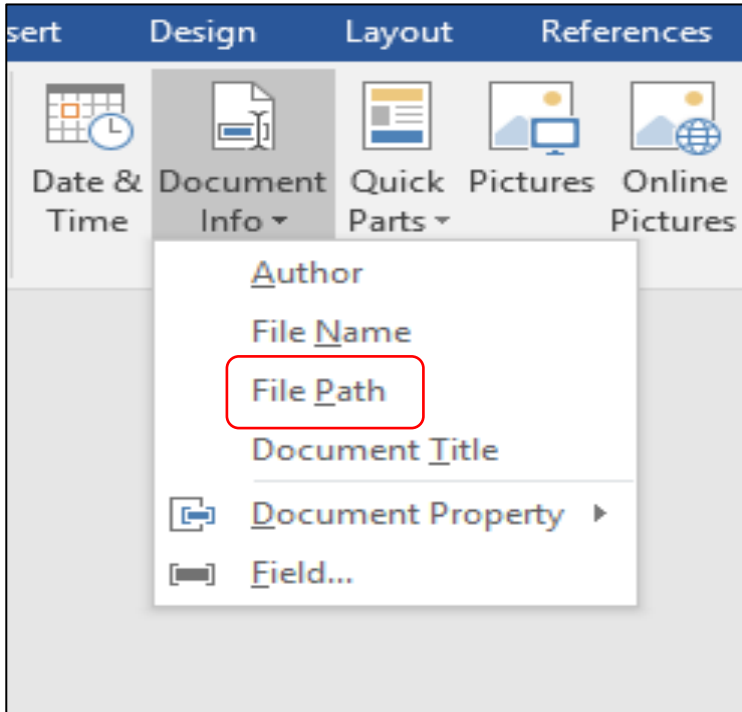 sert Design Layout References
Date & Time
Document Info
Quick Parts
Pictures
Online Pictures
Author
File Name
File Path
Document Title
Document Property
Field...